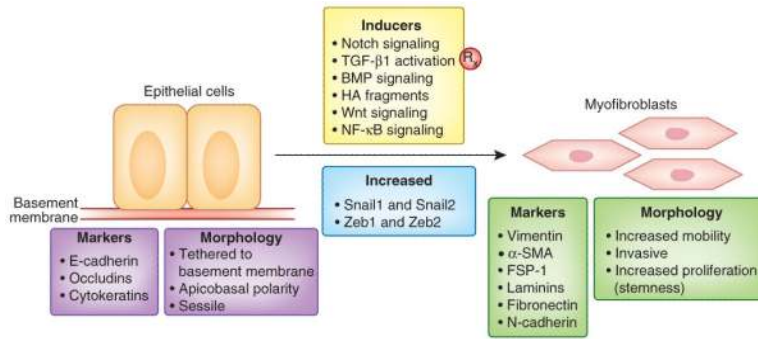 Inducers
• Notch signaling
• TGF-β1 activation
Rx
• BMP signaling
• HA fragments
• Wnt signaling
• NF-κB signaling
Epithelial cells
Myofibroblasts
Basement
membrane
Increased
• Snail1 and Snail2
• Zeb1 and Zeb2
Markers
• E-cadherin
• Occludins
• Cytokeratins
Morphology
• Tethered to
basement membrane
• Apicobasal polarity
• Sessile
Markers
• Vimentin
• α-SMA
• FSP-1
• Laminins
• Fibronectin
• N-cadherin
Morphology
• Increased mobility
• Invasive
• Increased proliferation
(stemness)